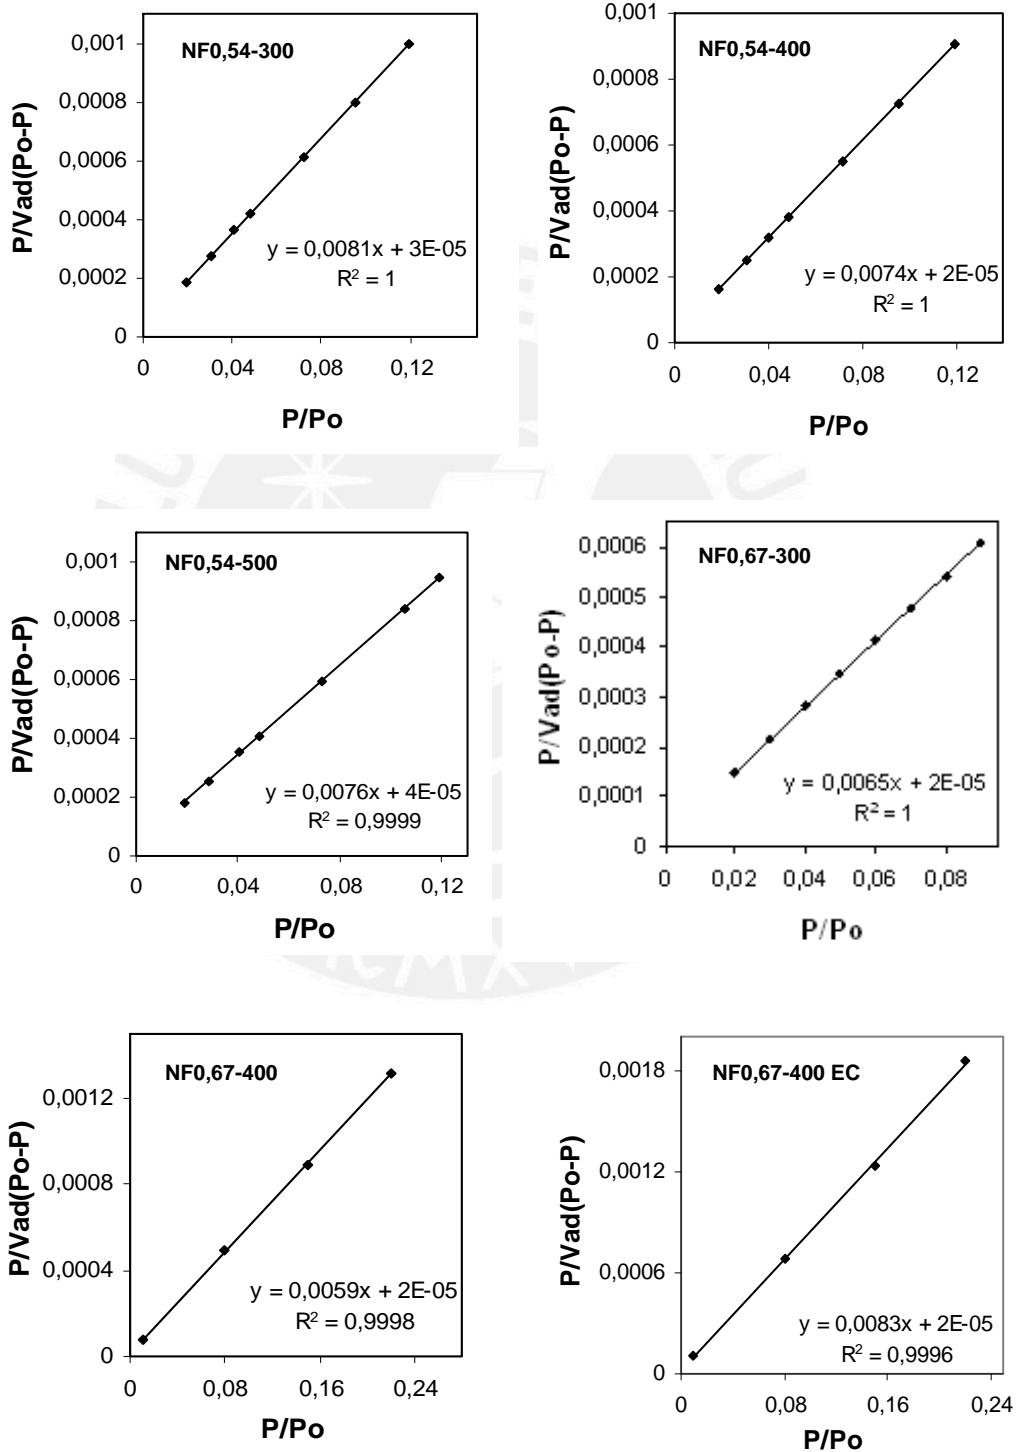 NF0,54-300
P/Vad(Po-P)
0,001
0,0008
0,0006
0,0004
0,0002
0
y = 0,0081x + 3E-05
R² = 1
0 0,04 0,08 0,12
P/Po
NF0,54-400
P/Vad(Po-P)
0,001
0,0008
0,0006
0,0004
0,0002
0
y = 0,0074x + 2E-05
R² = 1
0 0,04 0,08 0,12
P/Po
NF0,54-500
P/Vad(Po-P)
0,001
0,0008
0,0006
0,0004
0,0002
0
y = 0,0076x + 4E-05
R² = 0,9999
0 0,04 0,08 0,12
P/Po
NF0,67-300
P/Vad(Po-P)
0,0006
0,0005
0,0004
0,0003
0,0002
0,0001
0
y = 0,0065x + 2E-05
R² = 1
0 0,02 0,04 0,06 0,08
P/Po
NF0,67-400
P/Vad(Po-P)
0,0012
0,0008
0,0004
0
y = 0,0059x + 2E-05
R² = 0,9998
0 0,08 0,16 0,24
P/Po
NF0,67-400 EC
P/Vad(Po-P)
0,0018
0,0012
0,0006
0
y = 0,0083x + 2E-05
R² = 0,9996
0 0,08 0,16 0,24
P/Po